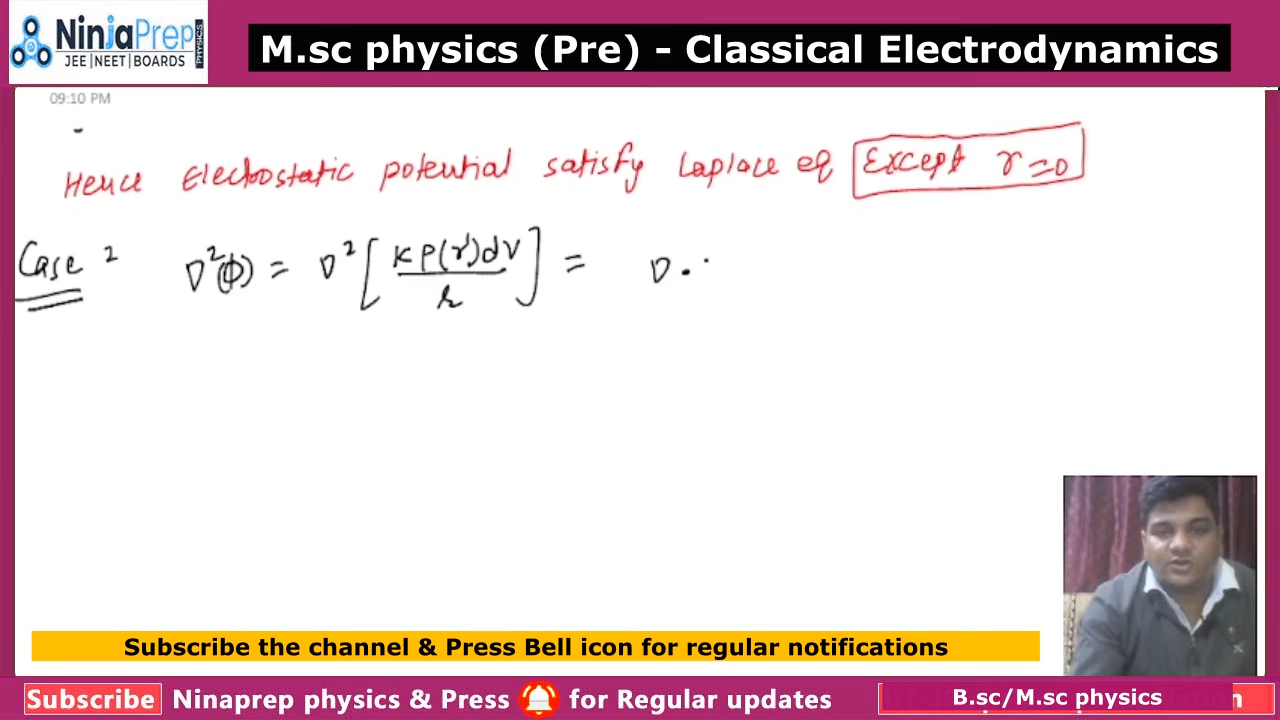 NinjaPrep
JEE|NEET|BOARDS
PHYSICS
M.sc physics (Pre) - Classical Electrodynamics
09:10 PM
Hence Electrostatic potential satisfy Laplace eq Except r=0
Case 2 ∇²(Φ) = ∇² [ K ρ(r') dV / r ] = ∇ .
Subscribe the channel & Press Bell icon for regular notifications
Subscribe Ninaprep physics & Press for Regular updates
B.sc/M.sc physics